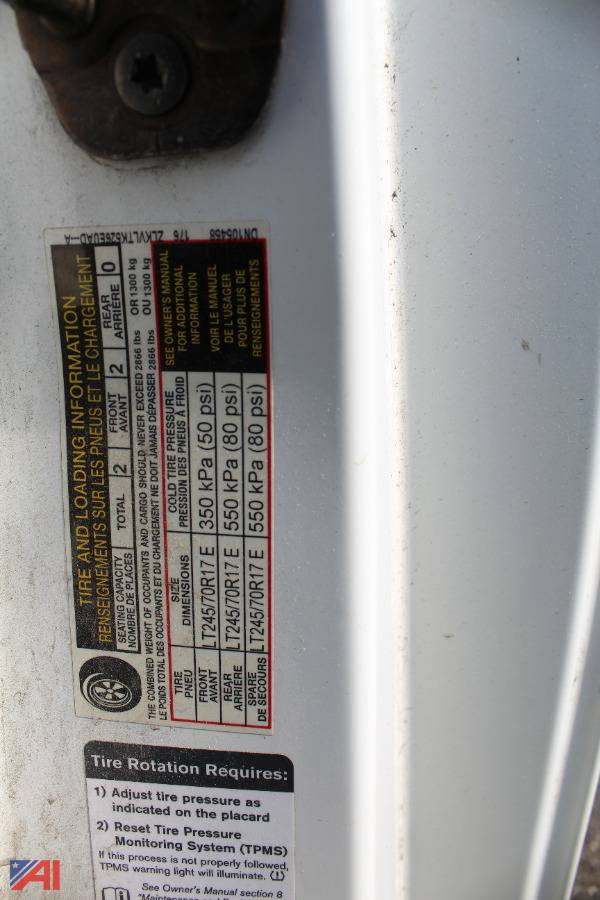 TIRE AND LOADING INFORMATION
RENSEIGNEMENTS SUR LES PNEUS ET LE CHARGEMENT
SEATING CAPACITY
NOMBRE DE PLACES
TOTAL 2
FRONT
AVANT
2
REAR
ARRIÈRE
0
THE COMBINED WEIGHT OF OCCUPANTS AND CARGO SHOULD NEVER EXCEED 2866 lbs OR 1300 kg
LE POIDS TOTAL DES OCCUPANTS ET DU CHARGEMENT NE DOIT JAMAIS DÉPASSER 2866 lbs OU 1300 kg
TIRE
PNEU
SIZE
DIMENSIONS
COLD TIRE PRESSURE
PRESSION DES PNEUS À FROID
FRONT
AVANT
LT245/70R17 E
350 kPa (50 psi)
REAR
ARRIÈRE
LT245/70R17 E
550 kPa (80 psi)
SPARE
DE SECOURS
LT245/70R17 E
550 kPa (80 psi)
SEE OWNER'S MANUAL
FOR ADDITIONAL
INFORMATION
VOIR LE MANUEL
DE L'USAGER
POUR PLUS DE
RENSEIGNEMENTS
DN105458 176 ZLKVLTK526EUAD--A
Tire Rotation Requires:
1) Adjust tire pressure as
indicated on the placard
2) Reset Tire Pressure
Monitoring System (TPMS)
If this process is not properly followed,
TPMS warning light will illuminate. (!)
See Owner's Manual section 8
AI